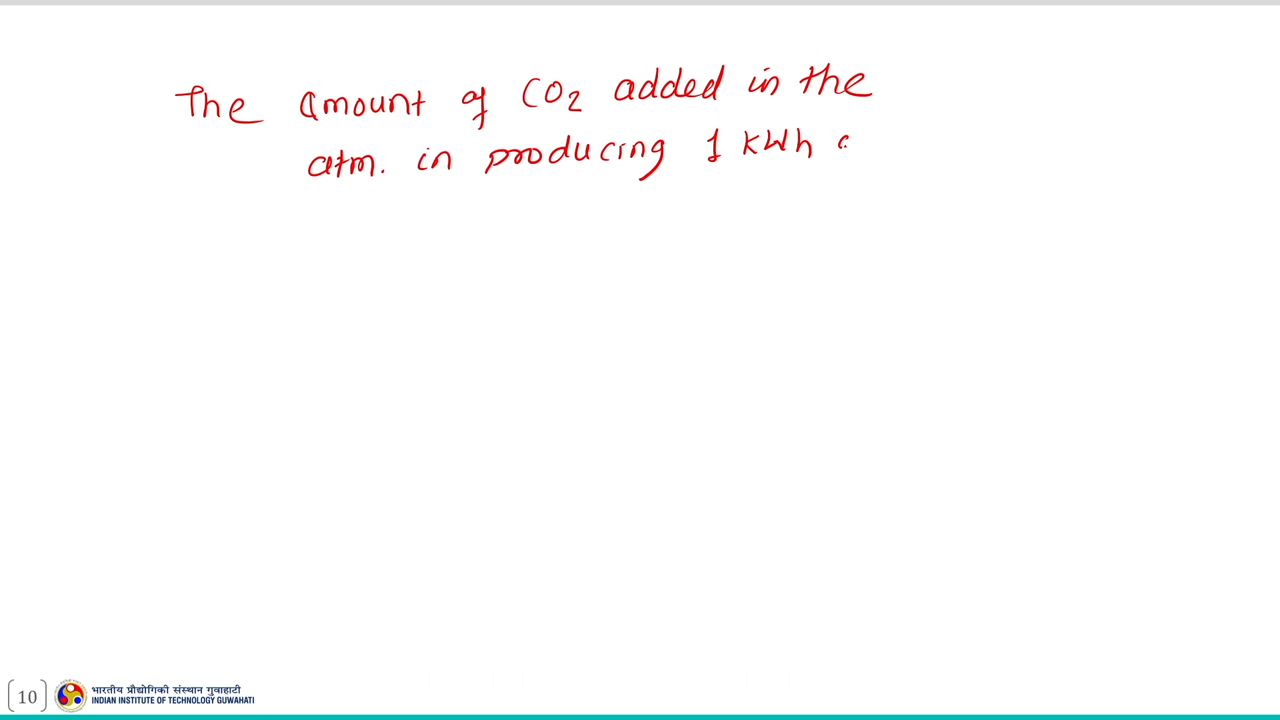 The amount of CO2 added in the
atm. in producing 1 kWh
10
भारतीय प्रौद्योगिकी संस्थान गुवाहाटी
INDIAN INSTITUTE OF TECHNOLOGY GUWAHATI